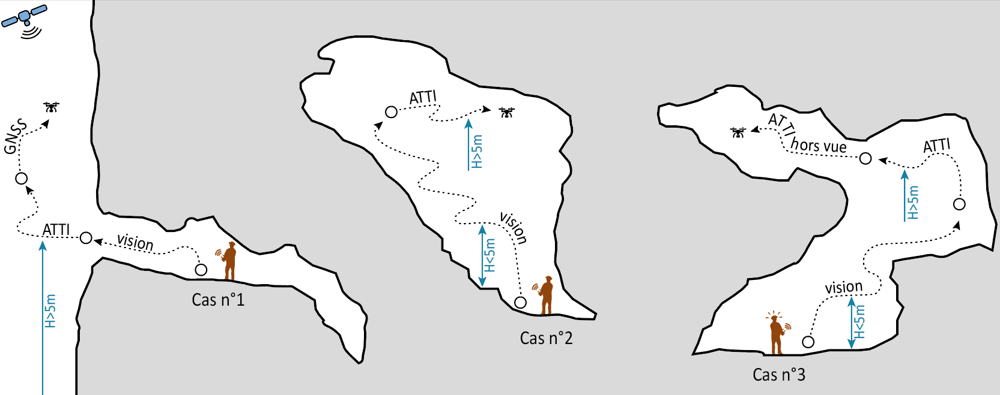 GNSS
ATTI
vision
H>5m
Cas n°1
ATTI
H>5m
vision
H<5m
Cas n°2
ATTI
hors vue
ATTI
H>5m
vision
H<5m
Cas n°3